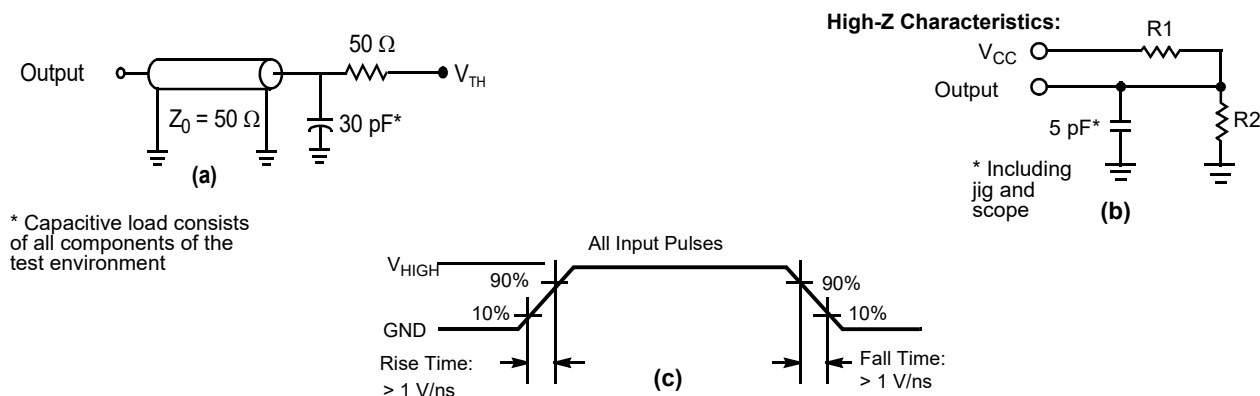 High-Z Characteristics:
50 Ω
Output
V_TH
Z₀ = 50 Ω
30 pF*
(a)
* Capacitive load consists
of all components of the
test environment
R1
V_CC
Output
R2
5 pF*
* Including
jig and
scope
(b)
All Input Pulses
V_HIGH
90%
90%
10%
10%
GND
Rise Time:
> 1 V/ns
(c)
Fall Time:
> 1 V/ns